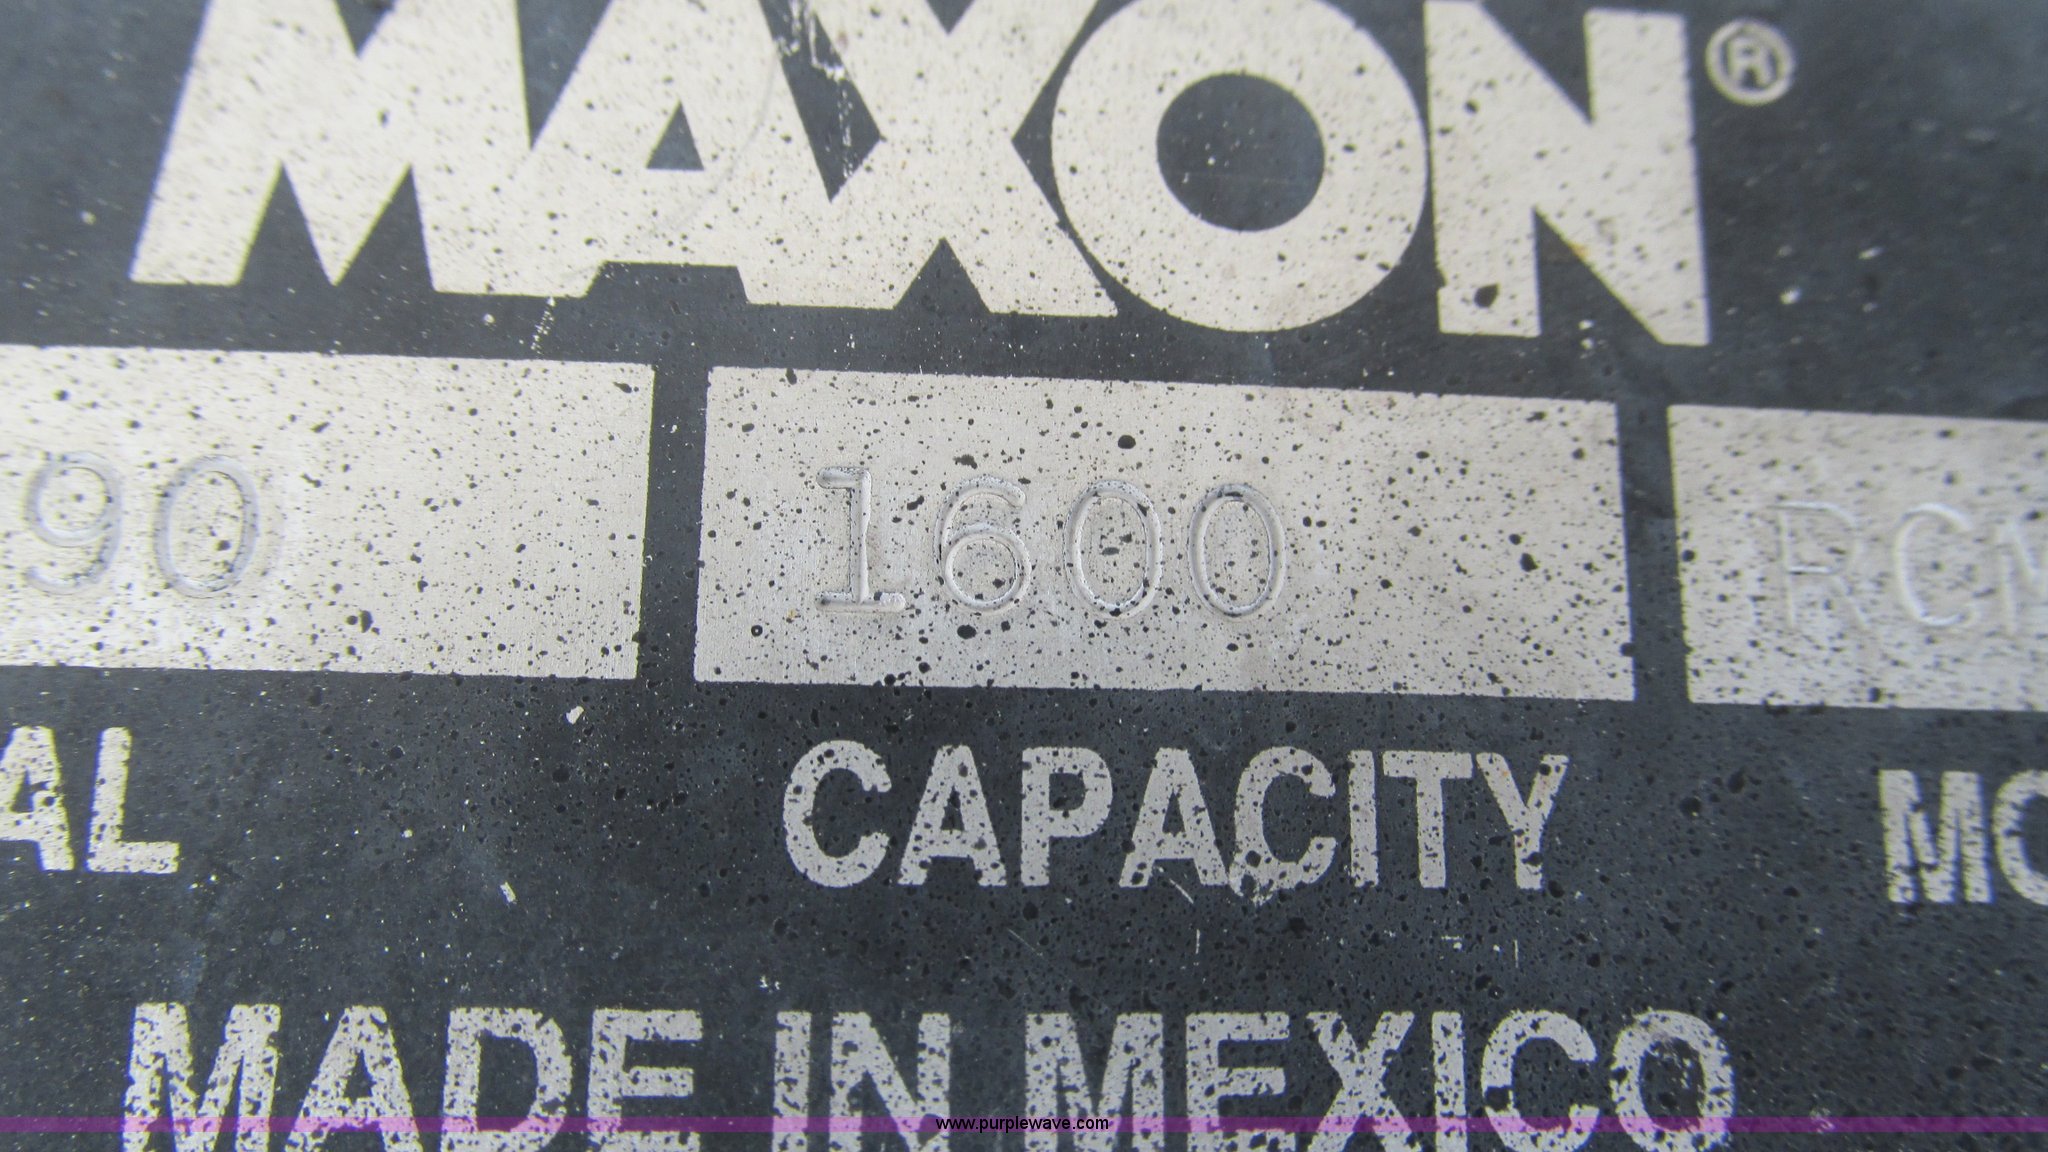 MAXON®
90 1600 RCM
AL CAPACITY MO
MADE IN MEXICO
www.purplewave.com